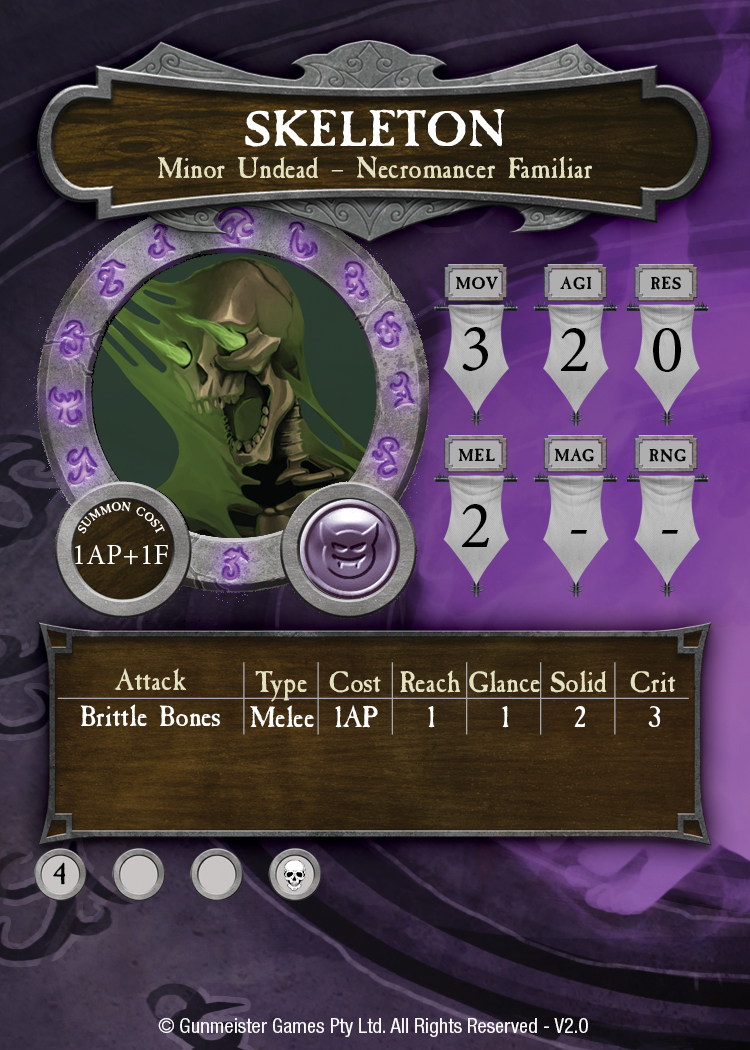 SKELETON
Minor Undead – Necromancer Familiar
MOV AGI RES
3 2 0
MEL MAG RNG
2 - -
SUMMON COST
1AP+1F
Attack Type Cost Reach Glance Solid Crit
Brittle Bones Melee 1AP 1 1 2 3
4
© Gunmeister Games Pty Ltd. All Rights Reserved - V2.0